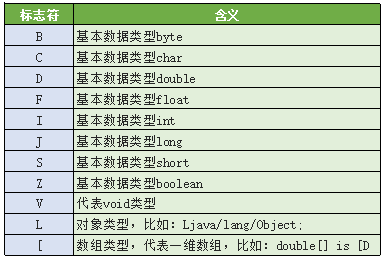 标志符 含义
B 基本数据类型byte
C 基本数据类型char
D 基本数据类型double
F 基本数据类型float
I 基本数据类型int
J 基本数据类型long
S 基本数据类型short
Z 基本数据类型boolean
V 代表void类型
L 对象类型，比如：Ljava/lang/Object;
[ 数组类型，代表一维数组，比如：double[] is [D